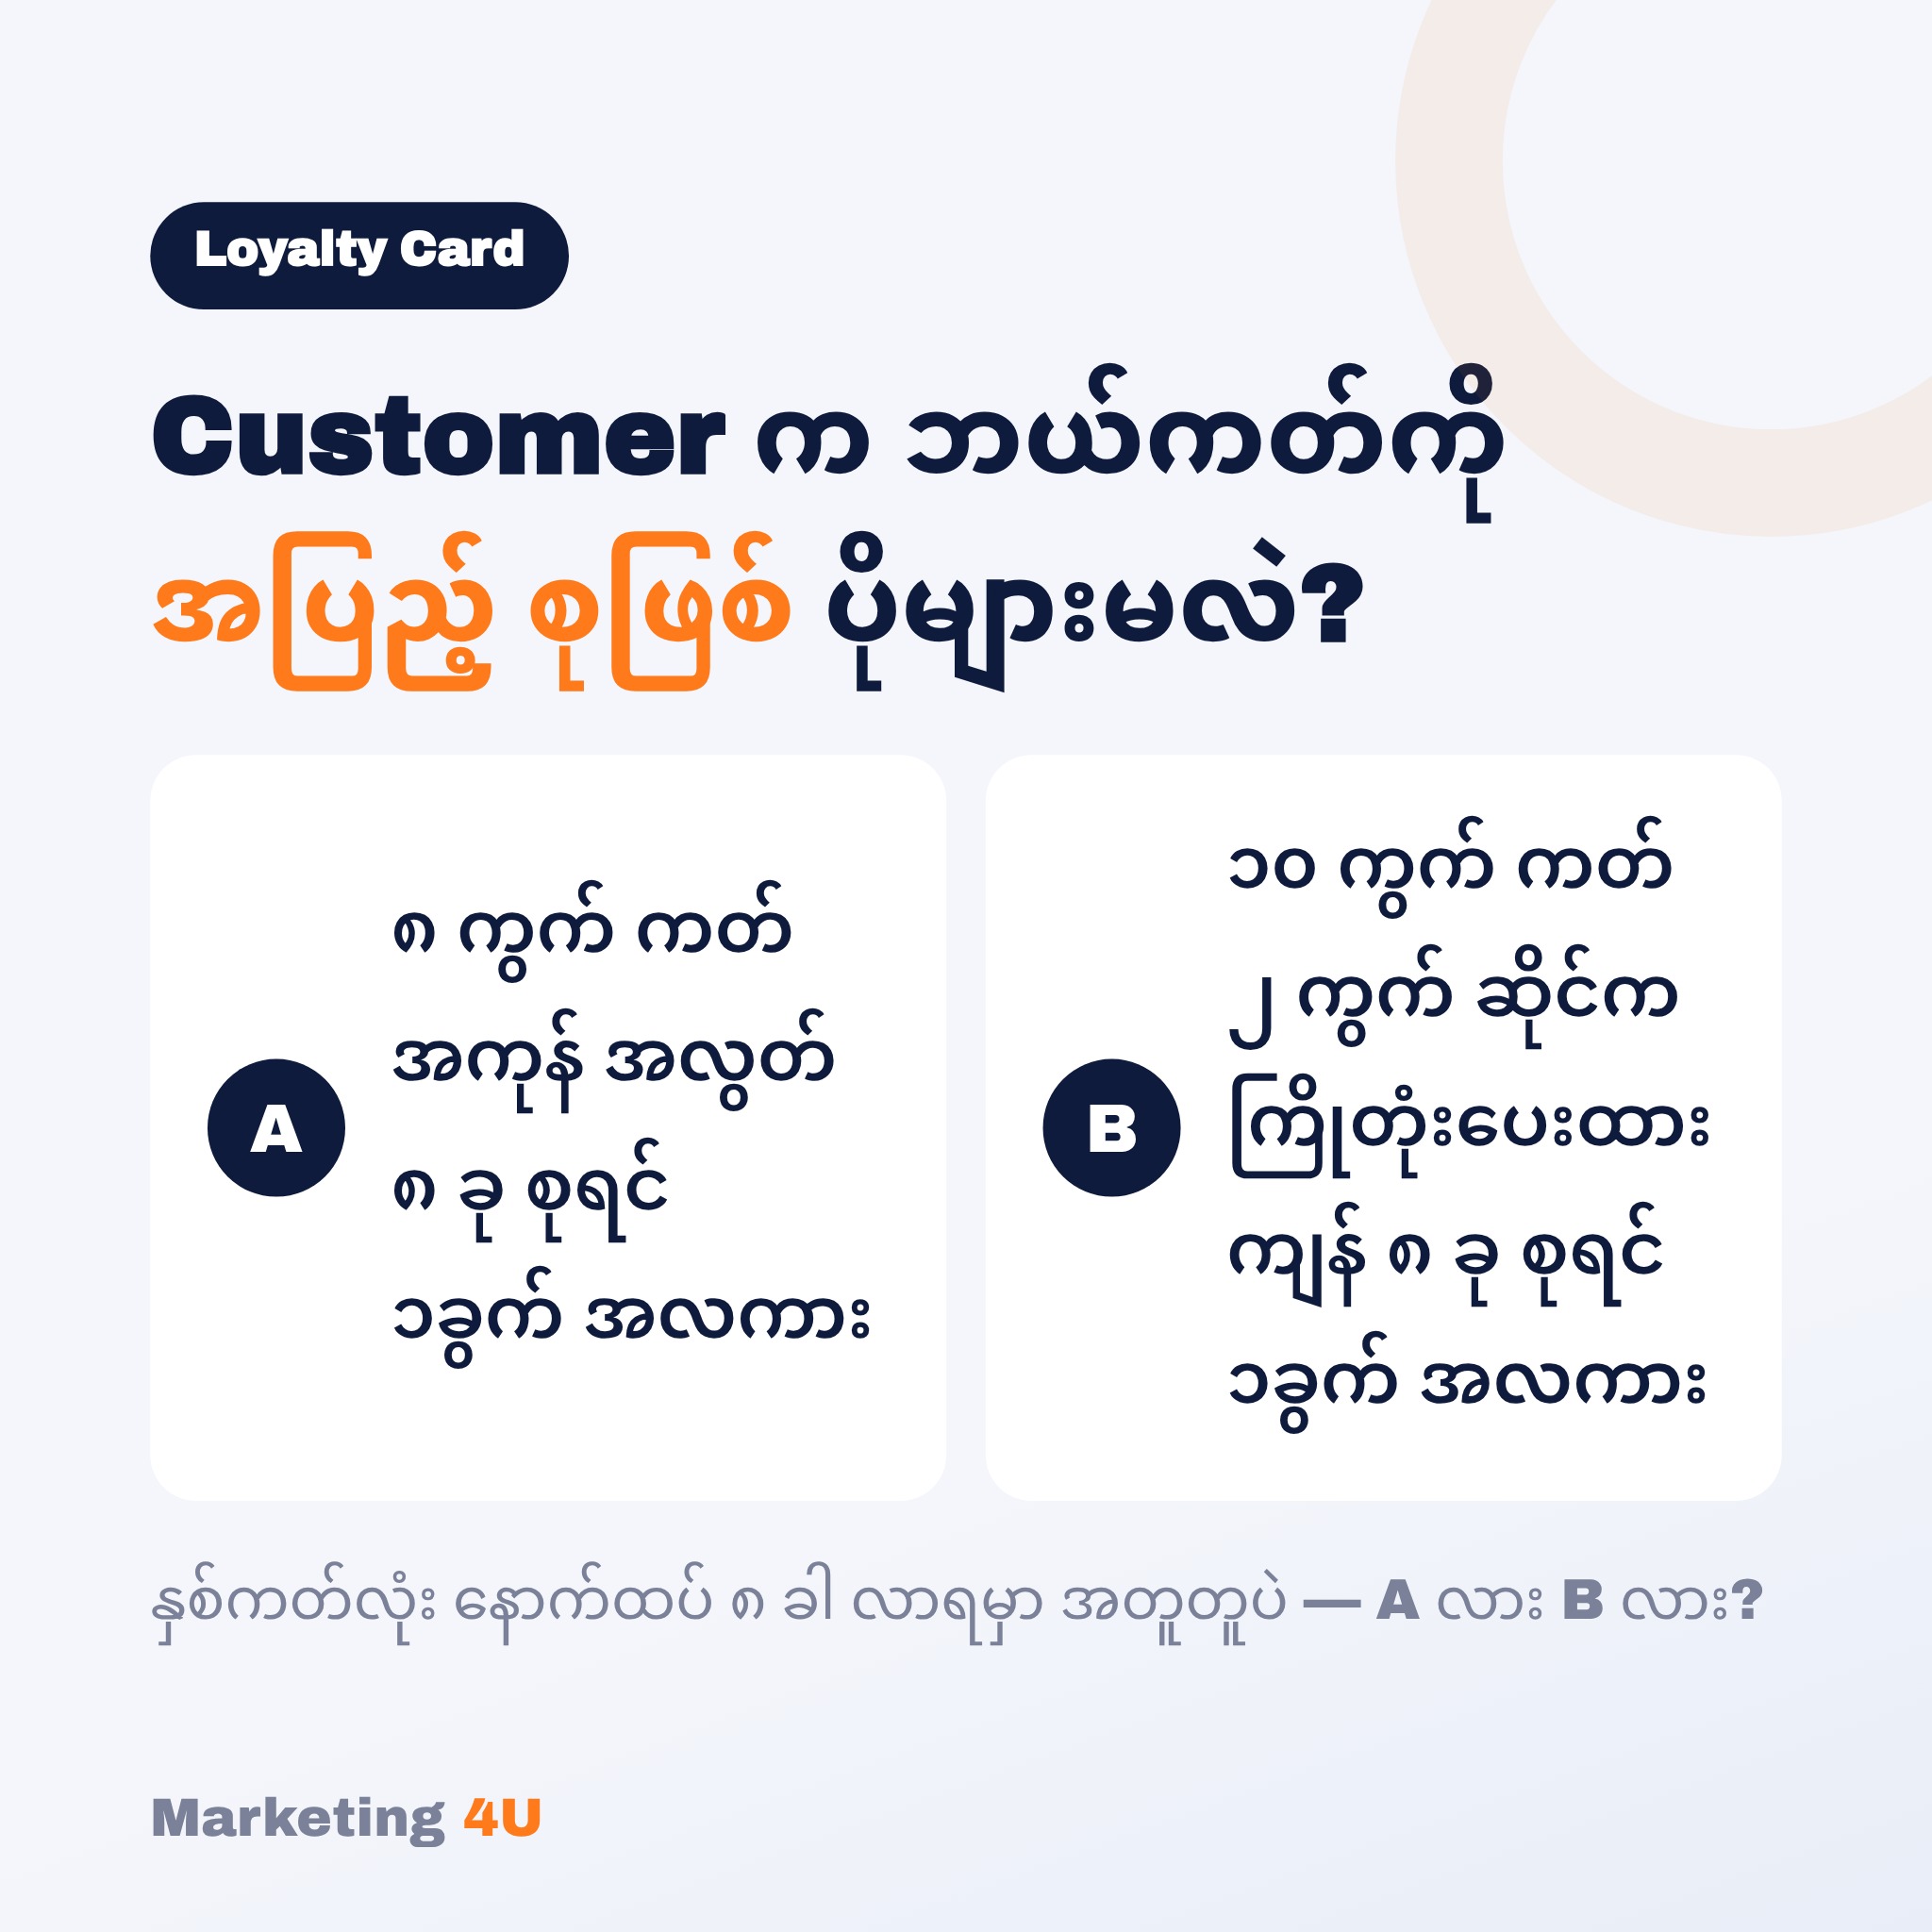 Loyalty Card
Customer က ဘယ်ကတ်ကို
အပြည့် စုဖြစ် ပိုများမလဲ?
A
၈ ကွက် ကတ်
အကုန် အလွတ်
၈ ခု စုရင်
၁ခွက် အလကား
B
၁၀ ကွက် ကတ်
၂ ကွက် ဆိုင်က
ကြိုတုံးပေးထား
ကျန် ၈ ခု စုရင်
၁ခွက် အလကား
နှစ်ကတ်လုံး နောက်ထပ် ၈ ခါ လာရမှာ အတူတူပဲ — A လား B လား?
Marketing 4U